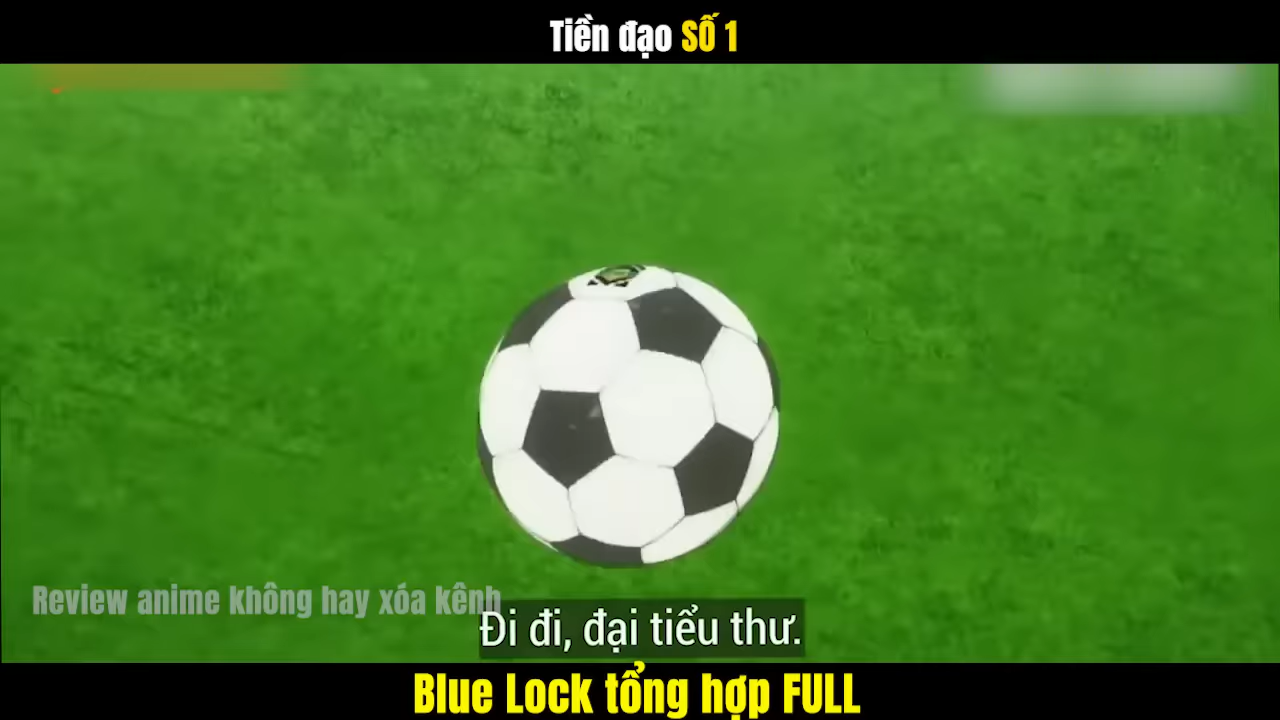 Tiền đạo SỐ 1
Review anime không hay xóa kênh
Đi đi, đại tiểu thư.
Blue Lock tổng hợp FULL